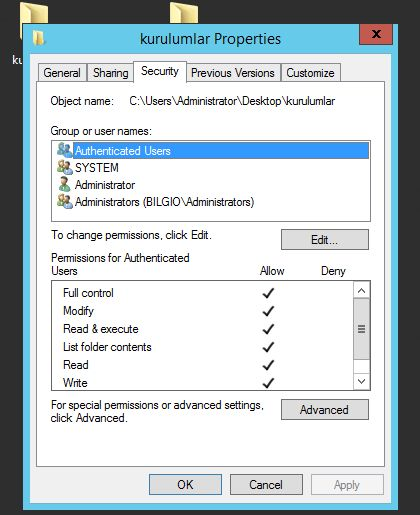 kurulumlar Properties
X
General Sharing Security Previous Versions Customize
Object name: C:\Users\Administrator\Desktop\kurulumlar
Group or user names:
Authenticated Users
SYSTEM
Administrator
Administrators (BILGIO\Administrators)
To change permissions, click Edit.
Edit...
Permissions for Authenticated
Users Allow Deny
Full control
Modify
Read & execute
List folder contents
Read
Write
For special permissions or advanced settings,
click Advanced.
Advanced
OK Cancel Apply